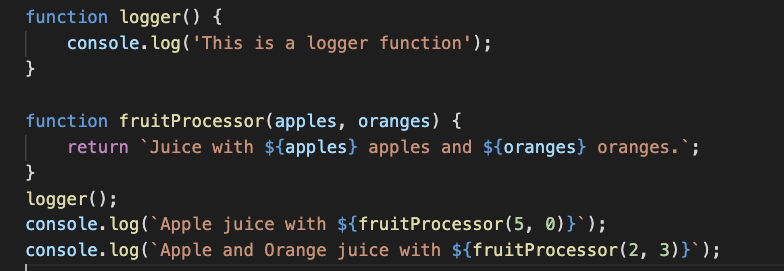 function logger() {
    console.log('This is a logger function');
}

function fruitProcessor(apples, oranges) {
    return `Juice with ${apples} apples and ${oranges} oranges.`;
}
logger();
console.log(`Apple juice with ${fruitProcessor(5, 0)}`);
console.log(`Apple and Orange juice with ${fruitProcessor(2, 3)}`);